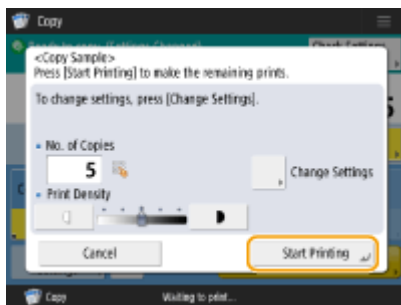 Copy
<Copy Sample>
Press [Start Printing] to make the remaining prints.
To change settings, press [Change Settings].
No. of Copies
5
Change Settings
Print Density
Cancel
Start Printing
Copy
Waiting to print...